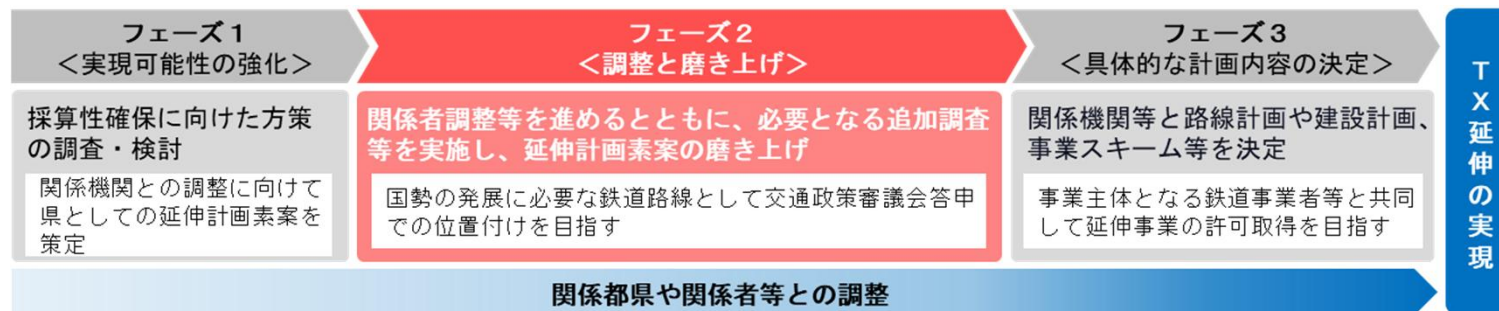 フェーズ１
＜実現可能性の強化＞
採算性確保に向けた方策
の調査・検討
関係機関との調整に向けて
県としての延伸計画素案を
策定
フェーズ２
＜調整と磨き上げ＞
関係者調整等を進めるとともに、必要となる追加調査
等を実施し、延伸計画素案の磨き上げ
国勢の発展に必要な鉄道路線として交通政策審議会答申
での位置付けを目指す
フェーズ３
＜具体的な計画内容の決定＞
関係機関等と路線計画や建設計画、
事業スキーム等を決定
事業主体となる鉄道事業者等と共同
して延伸事業の許可取得を目指す
関係都県や関係者等との調整
ＴＸ延伸の実現